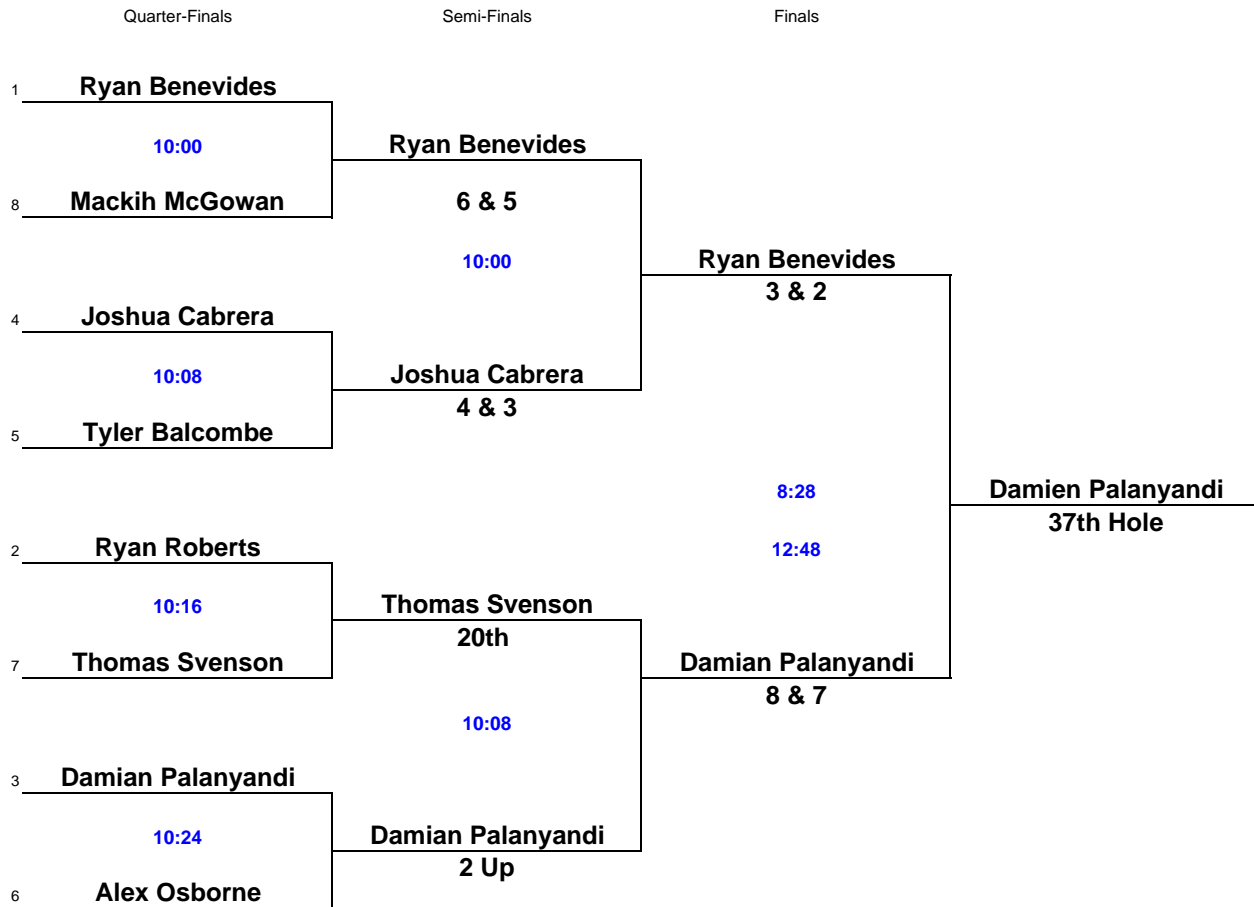 Quarter-Finals Semi-Finals Finals
1 Ryan Benevides
10:00 Ryan Benevides
8 Mackih McGowan 6 & 5
10:00 Ryan Benevides
3 & 2
4 Joshua Cabrera
10:08 Joshua Cabrera
4 & 3
5 Tyler Balcombe
8:28 Damien Palanyandi
37th Hole
2 Ryan Roberts 12:48
10:16 Thomas Svenson
20th
7 Thomas Svenson Damian Palanyandi
8 & 7
10:08
3 Damian Palanyandi
10:24 Damian Palanyandi
2 Up
6 Alex Osborne